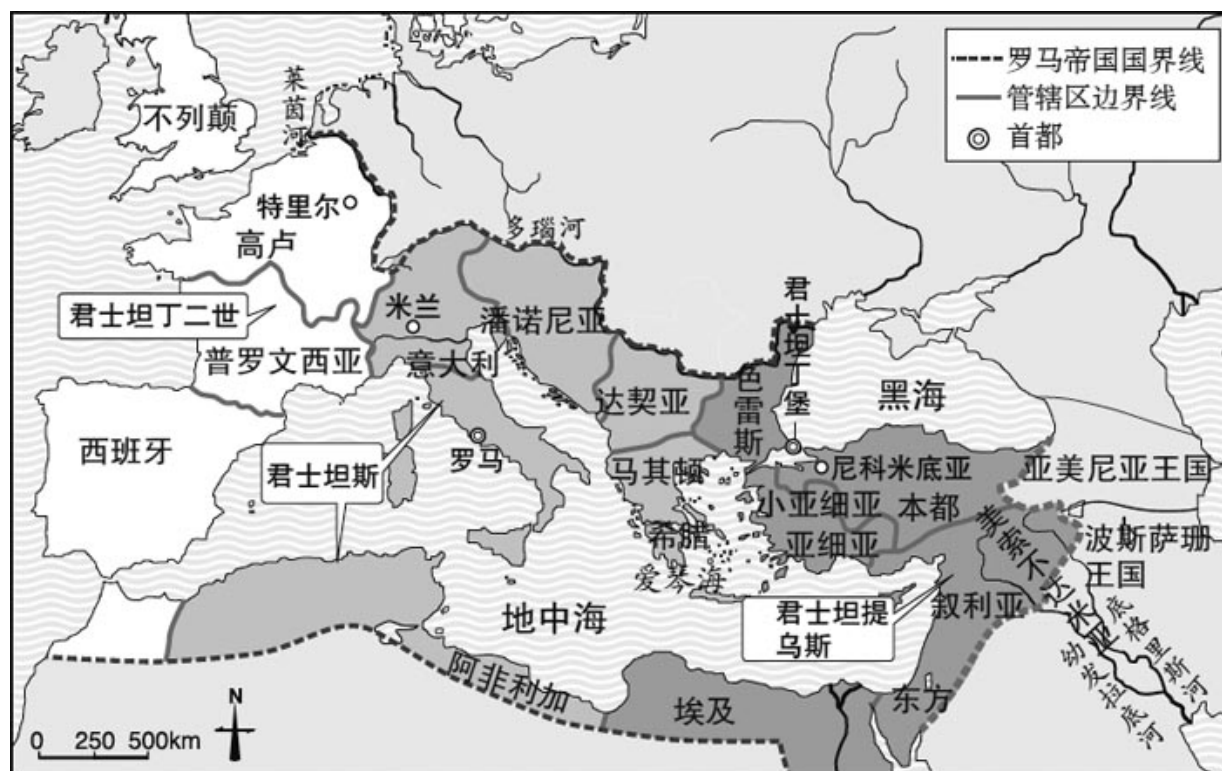 罗马帝国国界线
管辖区边界线
首都
莱茵河
不列颠
特里尔
高卢
多瑙河
君士坦丁二世
米兰
潘诺尼亚
君士坦丁堡
普罗文西亚
意大利
达契亚
色雷斯
黑海
西班牙
君士坦斯
罗马
马其顿
尼科米底亚
亚美尼亚王国
小亚细亚
本都
希腊
亚细亚
美索不达米亚
波斯萨珊
王国
爱琴海
地中海
君士坦提
乌斯
叙利亚
底格里斯河
幼发拉底河
阿非利加
埃及
东方
N
0 250 500km